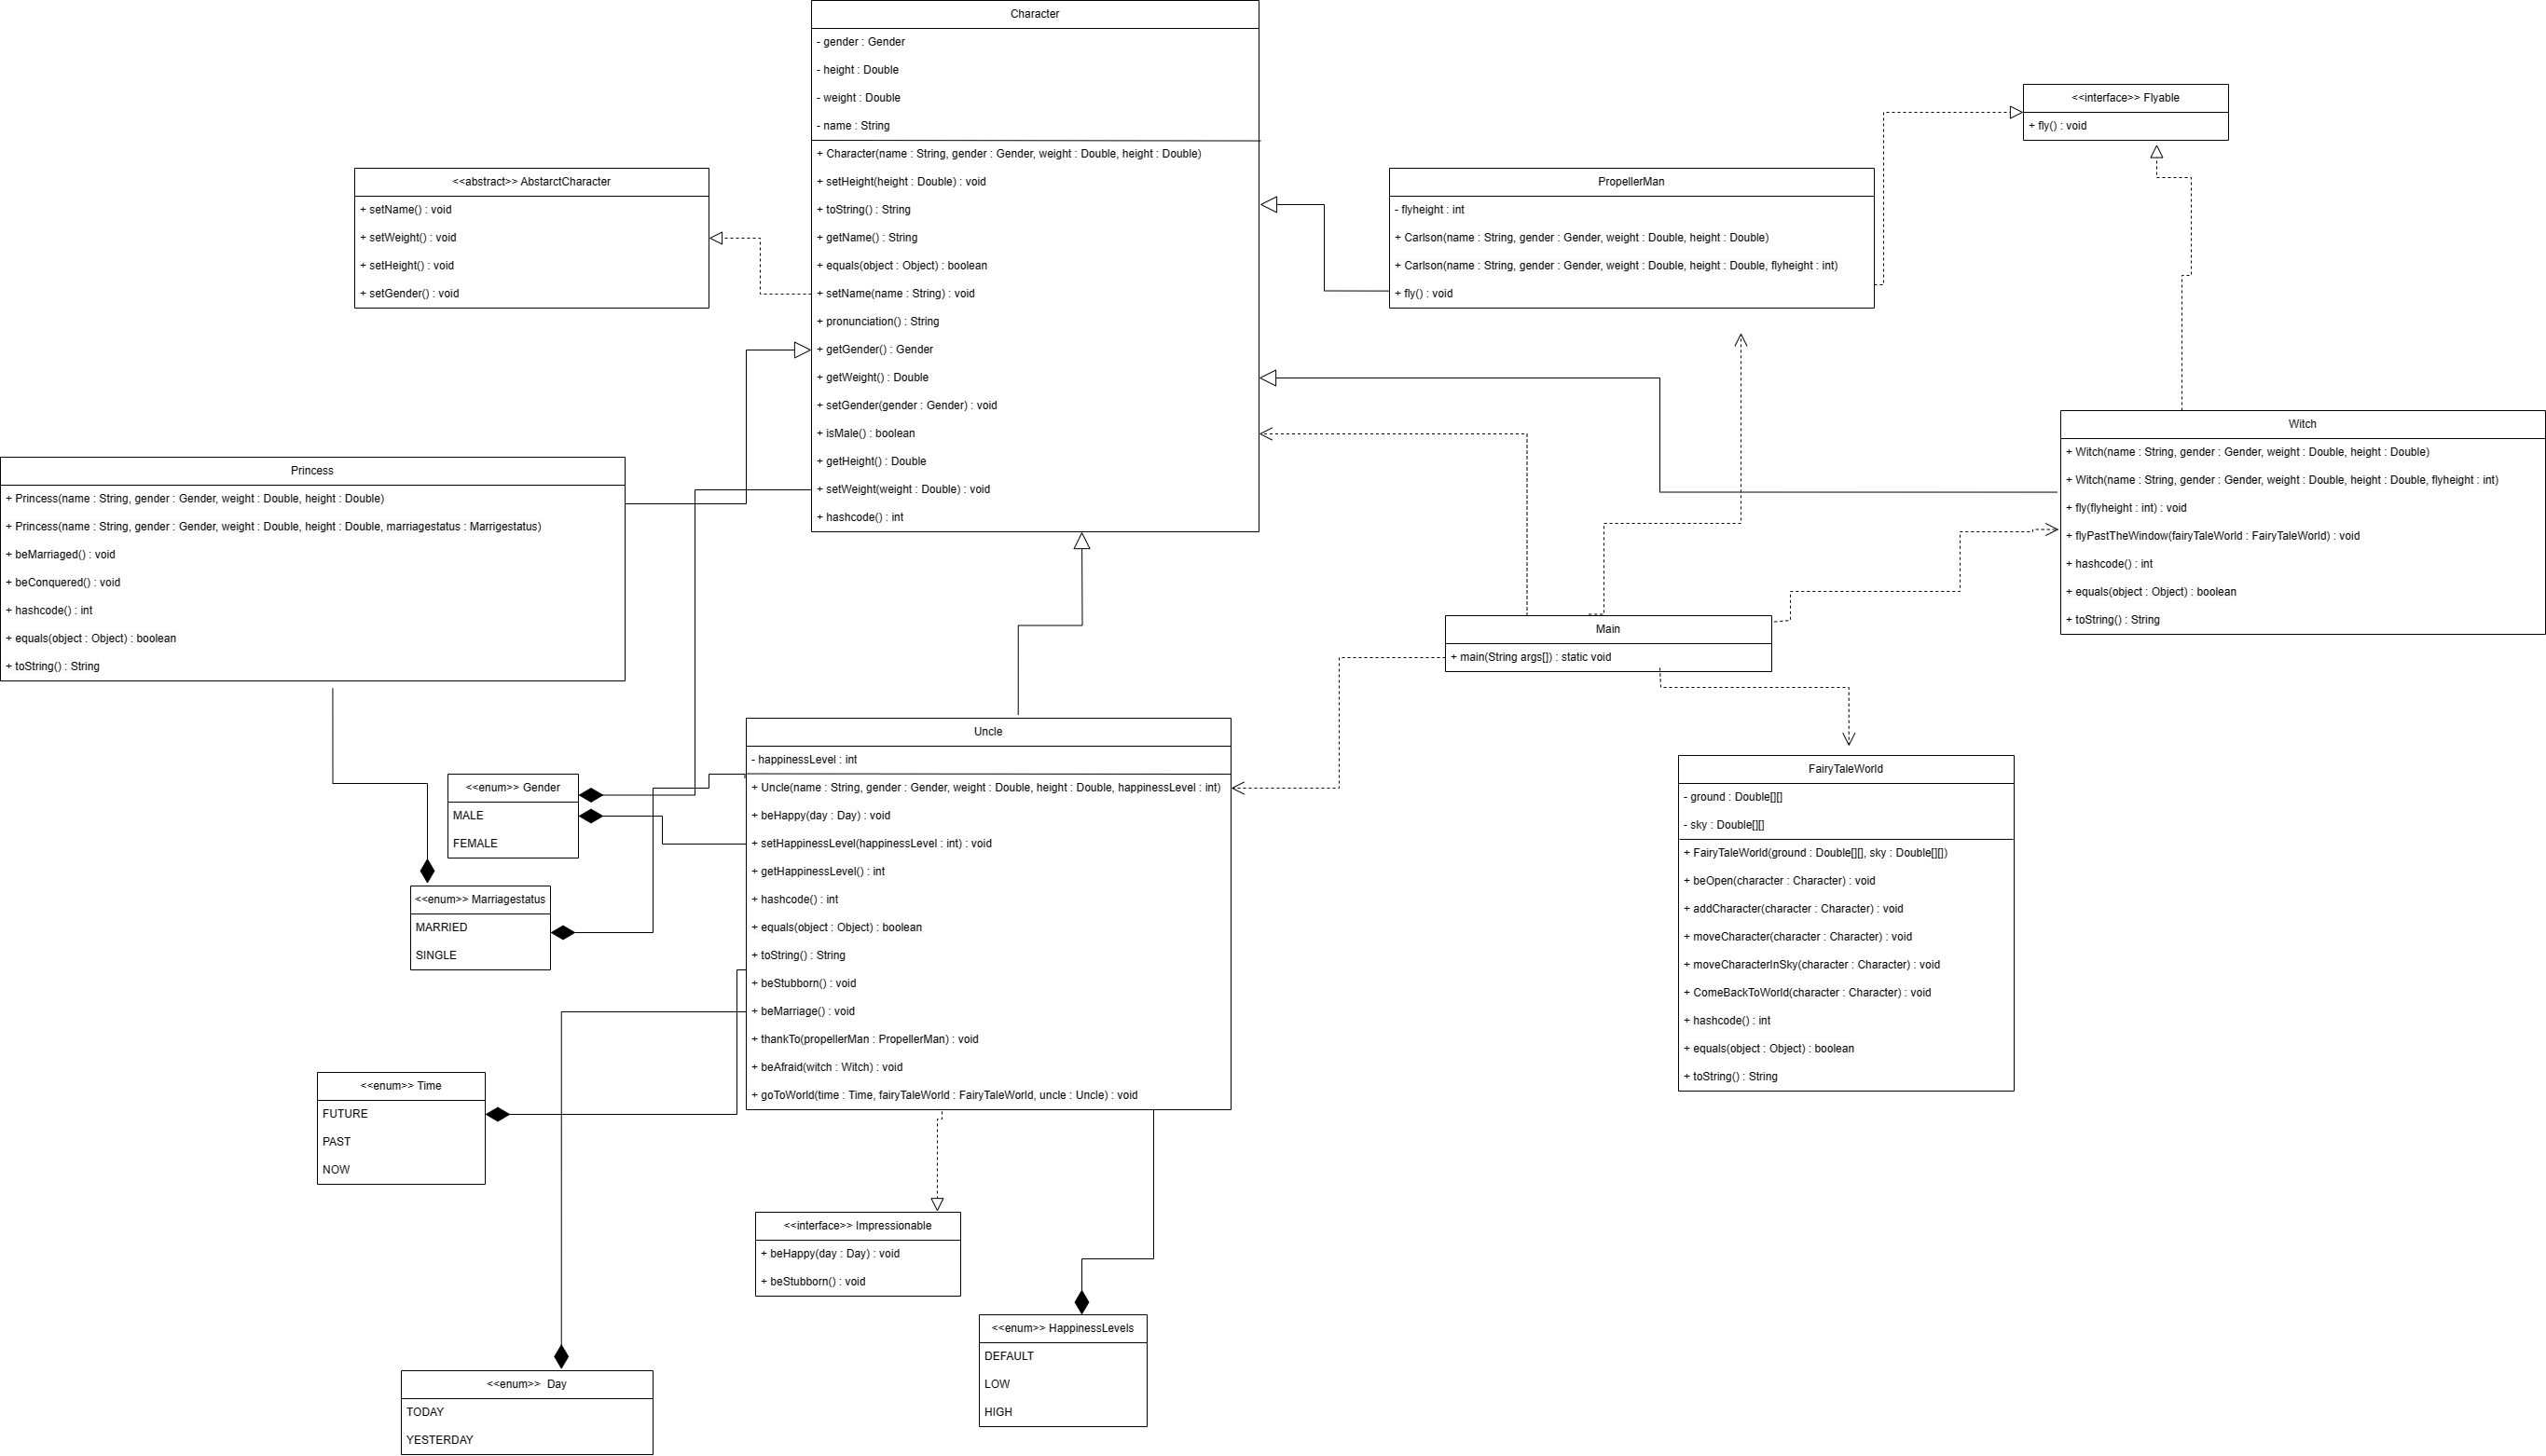 Character
- gender : Gender
- height : Double
- weight : Double
- name : String
+ Character(name : String, gender : Gender, weight : Double, height : Double)
+ setHeight(height : Double) : void
+ toString() : String
+ getName() : String
+ equals(object : Object) : boolean
+ setName(name : String) : void
+ pronunciation() : String
+ getGender() : Gender
+ getWeight() : Double
+ setGender(gender : Gender) : void
+ isMale() : boolean
+ getHeight() : Double
+ setWeight(weight : Double) : void
+ hashcode() : int
<<interface>> Flyable
+ fly() : void
<<abstract>> AbstarctCharacter
+ setName() : void
+ setWeight() : void
+ setHeight() : void
+ setGender() : void
PropellerMan
- flyheight : int
+ Carlson(name : String, gender : Gender, weight : Double, height : Double)
+ Carlson(name : String, gender : Gender, weight : Double, height : Double, flyheight : int)
+ fly() : void
Witch
+ Witch(name : String, gender : Gender, weight : Double, height : Double)
+ Witch(name : String, gender : Gender, weight : Double, height : Double, flyheight : int)
+ fly(flyheight : int) : void
+ flyPastTheWindow(fairyTaleWorld : FairyTaleWorld) : void
+ hashcode() : int
+ equals(object : Object) : boolean
+ toString() : String
Princess
+ Princess(name : String, gender : Gender, weight : Double, height : Double)
+ Princess(name : String, gender : Gender, weight : Double, height : Double, marriagestatus : Marrigestatus)
+ beMarriaged() : void
+ beConquered() : void
+ hashcode() : int
+ equals(object : Object) : boolean
+ toString() : String
Main
+ main(String args[]) : static void
Uncle
- happinessLevel : int
+ Uncle(name : String, gender : Gender, weight : Double, height : Double, happinessLevel : int)
+ beHappy(day : Day) : void
+ setHappinessLevel(happinessLevel : int) : void
+ getHappinessLevel() : int
+ hashcode() : int
+ equals(object : Object) : boolean
+ toString() : String
+ beStubborn() : void
+ beMarriage() : void
+ thankTo(propellerMan : PropellerMan) : void
+ beAfraid(witch : Witch) : void
+ goToWorld(time : Time, fairyTaleWorld : FairyTaleWorld, uncle : Uncle) : void
FairyTaleWorld
- ground : Double[][]
- sky : Double[][]
+ FairyTaleWorld(ground : Double[][], sky : Double[][])
+ beOpen(character : Character) : void
+ addCharacter(character : Character) : void
+ moveCharacter(character : Character) : void
+ moveCharacterInSky(character : Character) : void
+ ComeBackToWorld(character : Character) : void
+ hashcode() : int
+ equals(object : Object) : boolean
+ toString() : String
<<enum>> Gender
MALE
FEMALE
<<enum>> Marriagestatus
MARRIED
SINGLE
<<enum>> Time
FUTURE
PAST
NOW
<<interface>> Impressionable
+ beHappy(day : Day) : void
+ beStubborn() : void
<<enum>> HappinessLevels
DEFAULT
LOW
HIGH
<<enum>> Day
TODAY
YESTERDAY